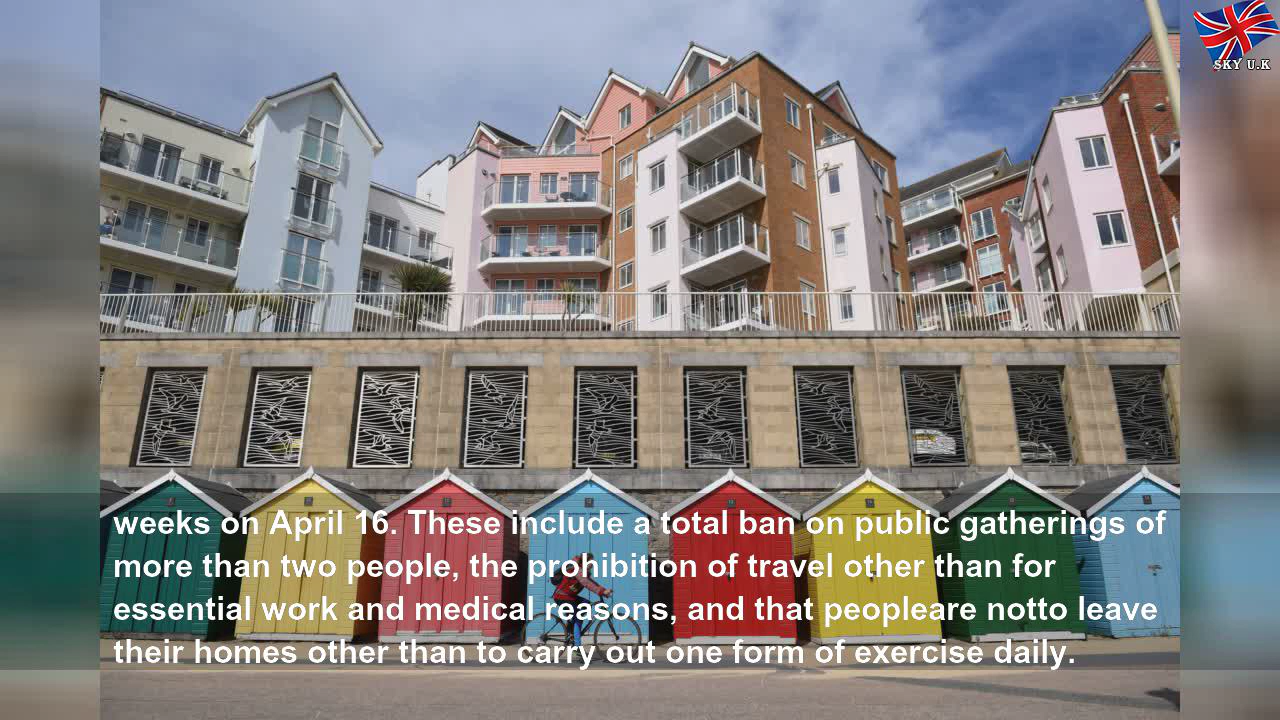 SKY U.K
weeks on April 16. These include a total ban on public gatherings of
more than two people, the prohibition of travel other than for
essential work and medical reasons, and that peopleare notto leave
their homes other than to carry out one form of exercise daily.